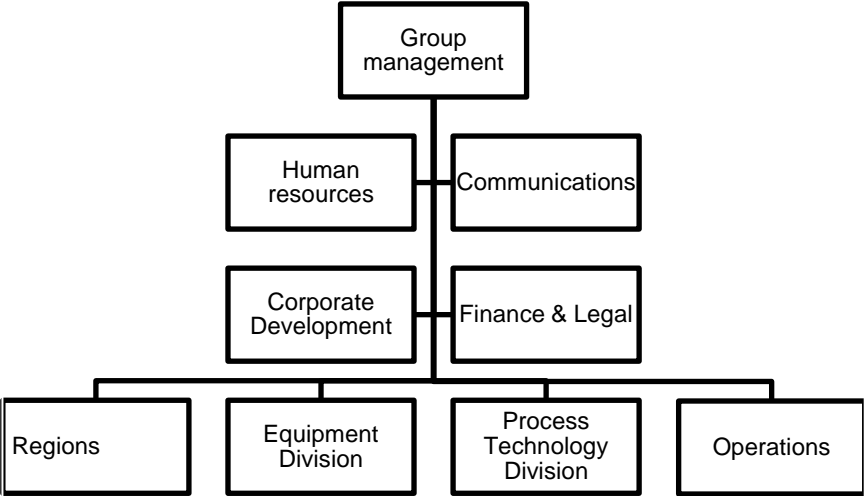 Group
management
Human
resources
Communications
Corporate
Development
Finance & Legal
Regions
Equipment
Division
Process
Technology
Division
Operations